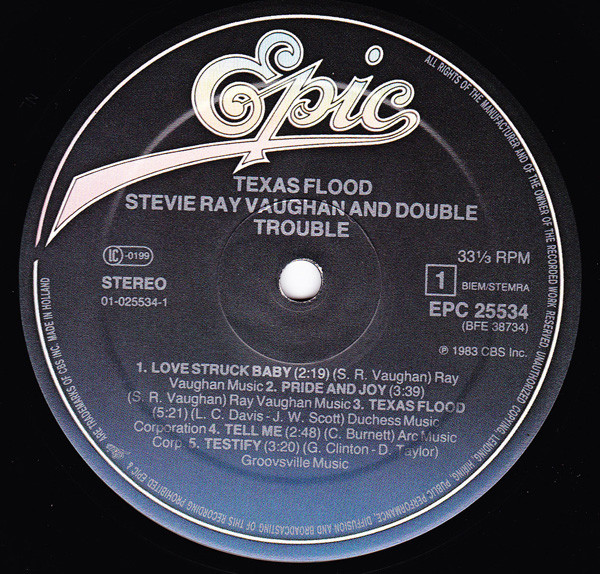 Epic
TEXAS FLOOD
STEVIE RAY VAUGHAN AND DOUBLE
TROUBLE
LC -0199
STEREO
01-025534-1
33⅓ RPM
1 BIEM/STEMRA
EPC 25534
(BFE 38734)
℗ 1983 CBS Inc.
1. LOVE STRUCK BABY (2:19) (S. R. Vaughan) Ray
Vaughan Music 2. PRIDE AND JOY (3:39)
(S. R. Vaughan) Ray Vaughan Music 3. TEXAS FLOOD
(5:21) (L. C. Davis - J. W. Scott) Duchess Music
Corporation 4. TELL ME (2:48) (C. Burnett) Arc Music
Corp. 5. TESTIFY (3:20) (G. Clinton - D. Taylor)
Groovsville Music
ALL RIGHTS OF THE MANUFACTURER AND OF THE OWNER OF THE RECORDED WORK RESERVED. UNAUTHORIZED COPYING, LENDING, HIRING, PUBLIC PERFORMANCE, DIFFUSION AND BROADCASTING OF THIS RECORDING PROHIBITED EPIC & ARE TRADEMARKS OF CBS INC. MADE IN HOLLAND